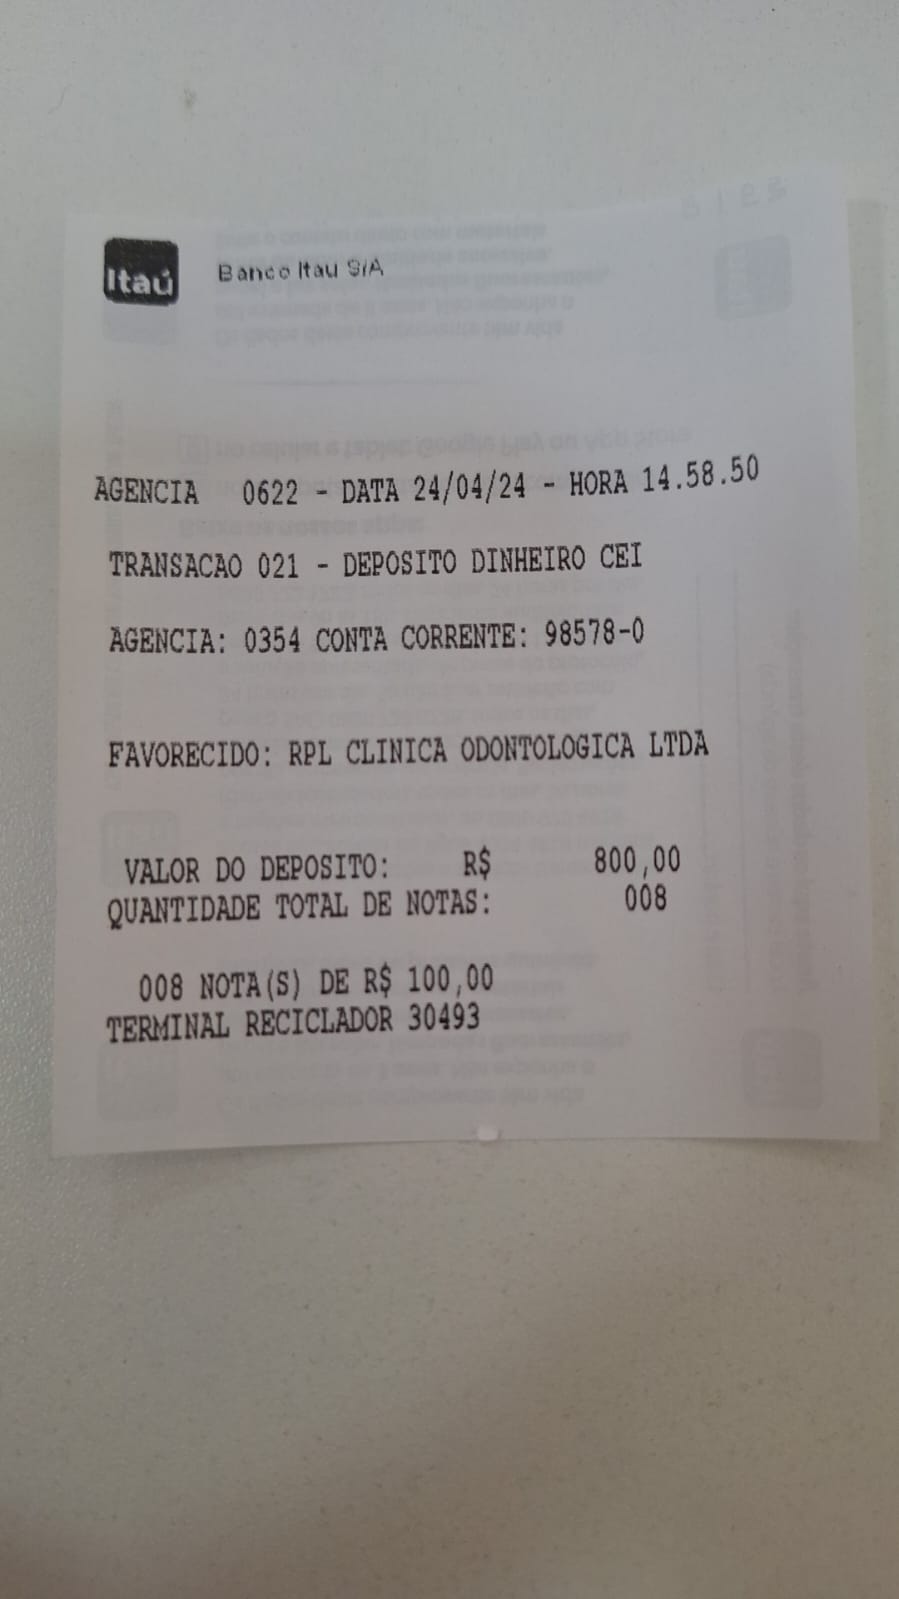 Itaú Banco Itau S/A
AGENCIA 0622 - DATA 24/04/24 - HORA 14.58.50
TRANSACAO 021 - DEPOSITO DINHEIRO CEI
AGENCIA: 0354 CONTA CORRENTE: 98578-0
FAVORECIDO: RPL CLINICA ODONTOLOGICA LTDA
VALOR DO DEPOSITO: R$ 800,00
QUANTIDADE TOTAL DE NOTAS: 008
008 NOTA(S) DE R$ 100,00
TERMINAL RECICLADOR 30493